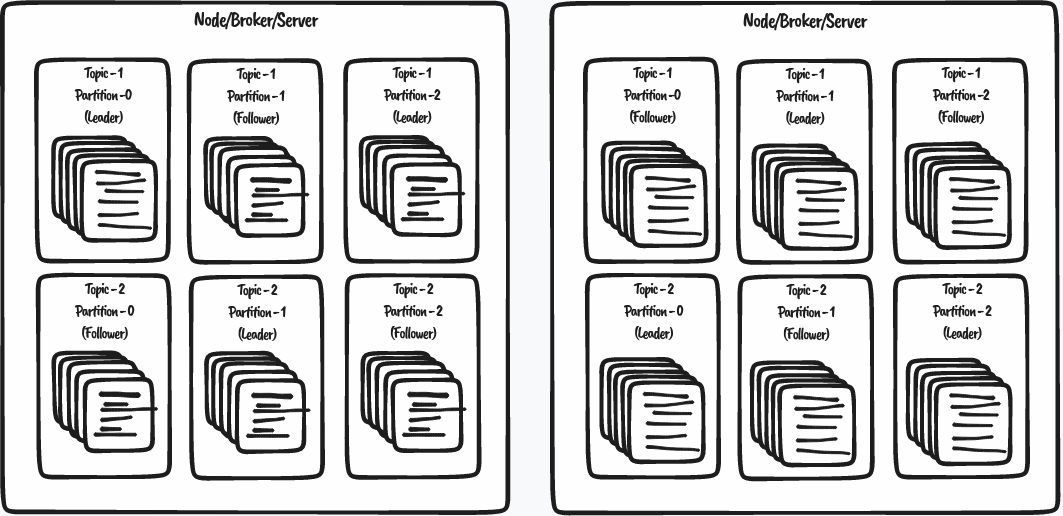 Node/Broker/Server
Topic-1
Partition-0
(Leader)
Topic-1
Partition-1
(Follower)
Topic-1
Partition-2
(Leader)
Topic-2
Partition-0
(Follower)
Topic-2
Partition-1
(Leader)
Topic-2
Partition-2
(Follower)
Node/Broker/Server
Topic-1
Partition-0
(Follower)
Topic-1
Partition-1
(Leader)
Topic-1
Partition-2
(Follower)
Topic-2
Partition-0
(Leader)
Topic-2
Partition-1
(Follower)
Topic-2
Partition-2
(Leader)